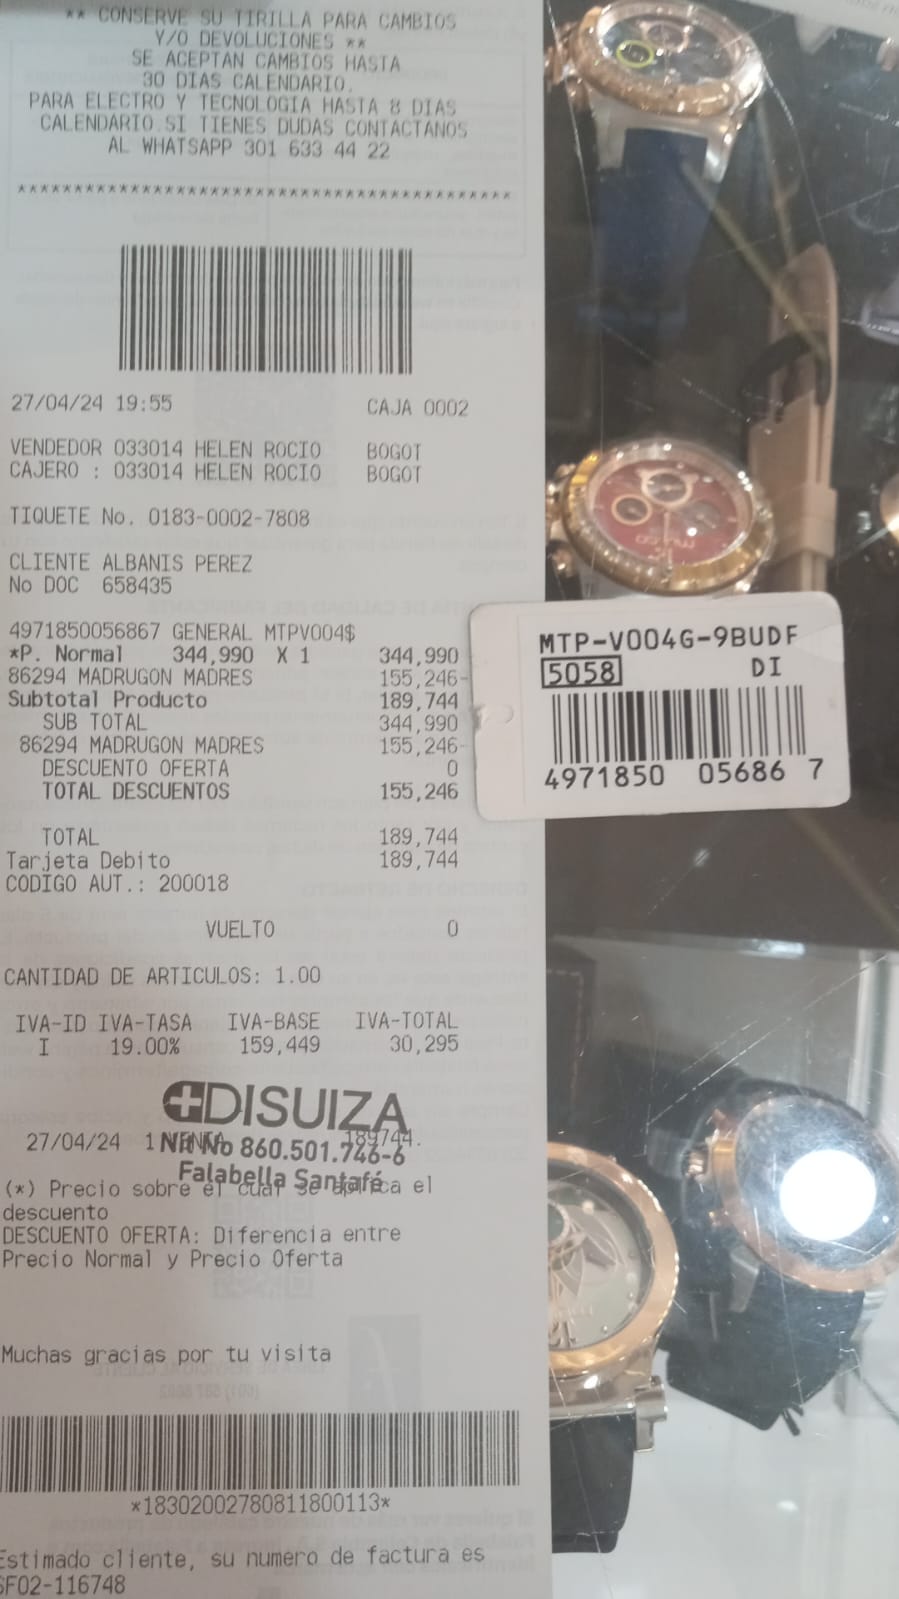 ** CONSERVE SU TIRILLA PARA CAMBIOS
Y/O DEVOLUCIONES **
SE ACEPTAN CAMBIOS HASTA
30 DIAS CALENDARIO.
PARA ELECTRO Y TECNOLOGIA HASTA 8 DIAS
CALENDARIO.SI TIENES DUDAS CONTACTANOS
AL WHATSAPP 301 633 44 22
******************************************
27/04/24 19:55 CAJA 0002
VENDEDOR 033014 HELEN ROCIO BOGOT
CAJERO : 033014 HELEN ROCIO BOGOT
TIQUETE No. 0183-0002-7808
CLIENTE ALBANIS PEREZ
No DOC 658435
4971850056867 GENERAL MTPV004$
*P. Normal 344,990 X 1 344,990
86294 MADRUGON MADRES 155,246-
Subtotal Producto 189,744
SUB TOTAL 344,990
86294 MADRUGON MADRES 155,246-
DESCUENTO OFERTA 0
TOTAL DESCUENTOS 155,246
TOTAL 189,744
Tarjeta Debito 189,744
CODIGO AUT.: 200018
VUELTO 0
CANTIDAD DE ARTICULOS: 1.00
IVA-ID IVA-TASA IVA-BASE IVA-TOTAL
I 19.00% 159,449 30,295
DISUIZA
27/04/24 1 VENTA 189744.
Nit No 860.501.746-6
Falabella Santafé
(*) Precio sobre el cual se aplica el
descuento
DESCUENTO OFERTA: Diferencia entre
Precio Normal y Precio Oferta
Muchas gracias por tu visita
*18302002780811800113*
Estimado cliente, su numero de factura es
SF02-116748
MTP-V004G-9BUDF
5058 DI
4971850 05686 7